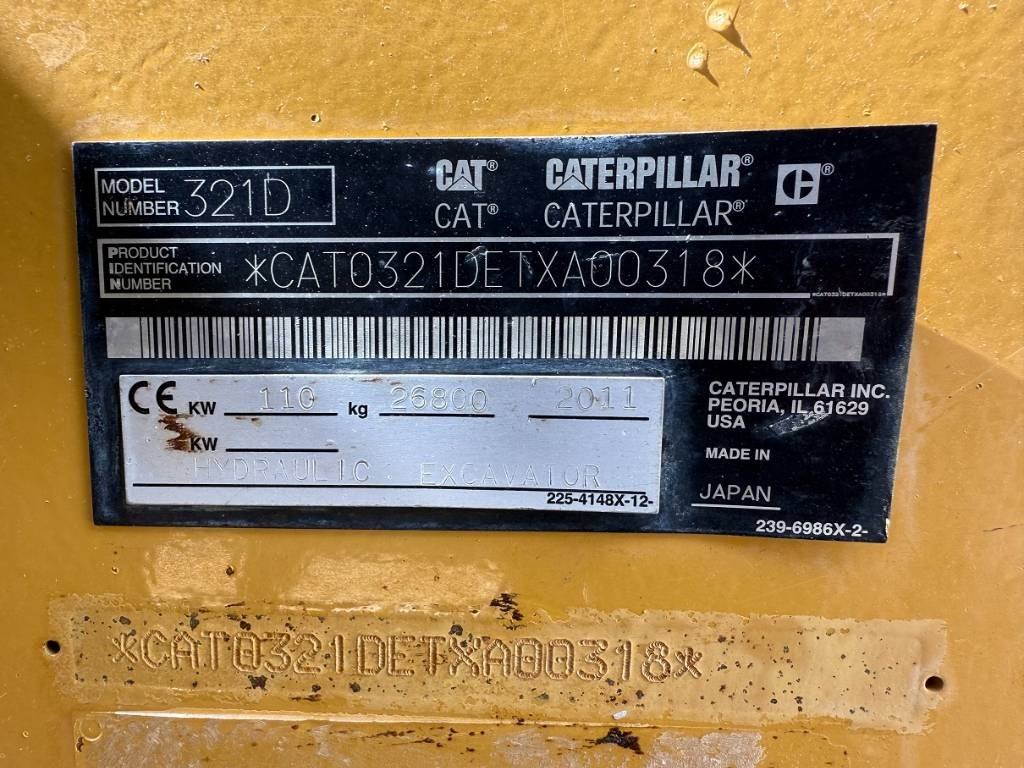 MODEL NUMBER 321D
CAT® CATERPILLAR® C®
CAT® CATERPILLAR®
PRODUCT IDENTIFICATION NUMBER *CAT0321DETXA00318*
*CAT0321DETXA00318*
CE KW 110 kg 26800 2011
KW
HYDRAULIC EXCAVATOR
225-4148X-12-
CATERPILLAR INC.
PEORIA, IL 61629
USA
MADE IN
JAPAN
239-6986X-2-
*CAT0321DETXA00318*